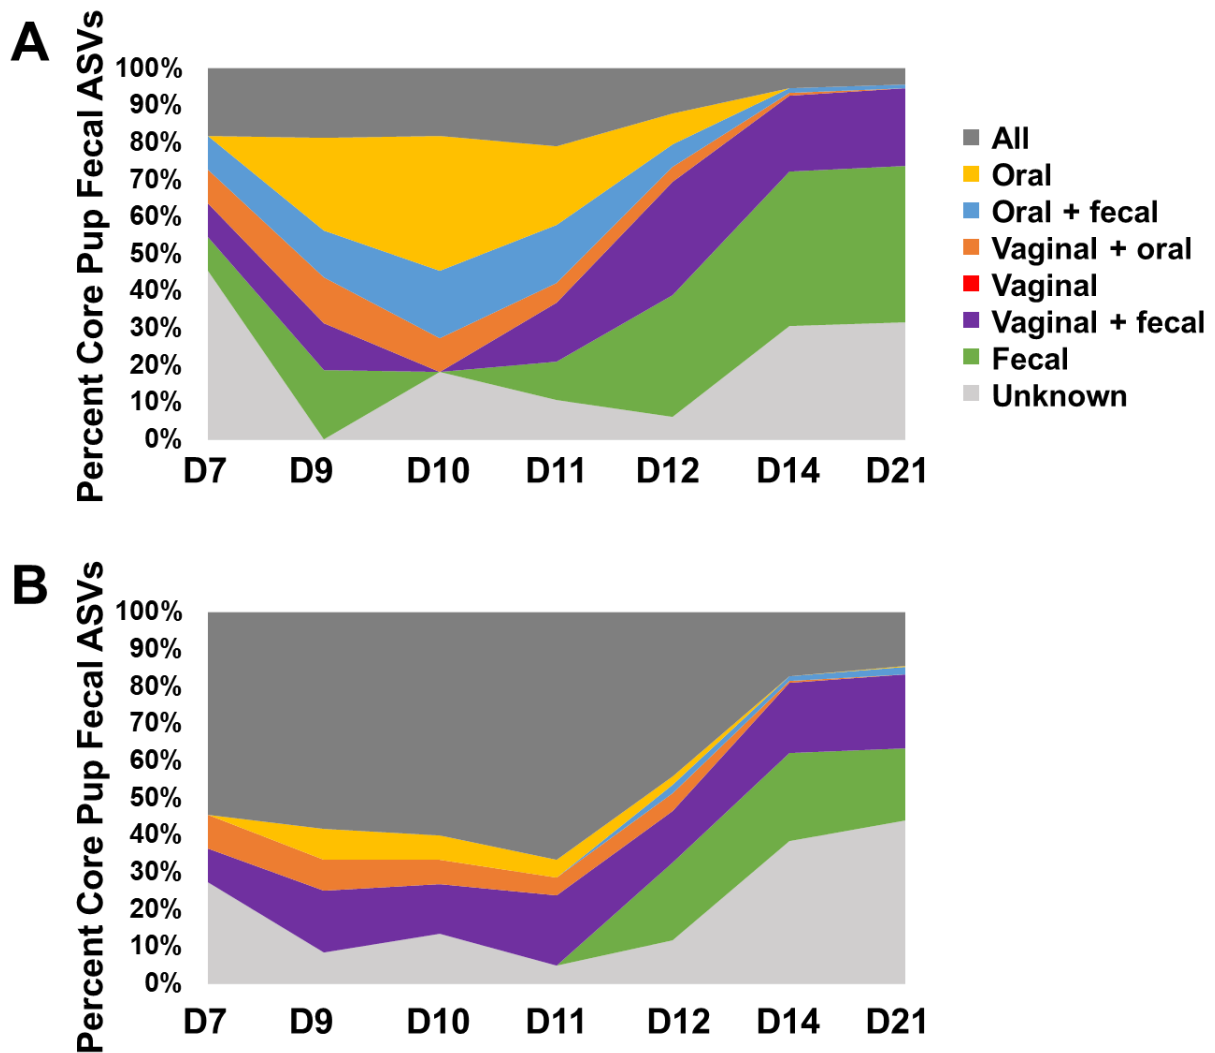 A
Percent Core Pup Fecal ASVs
100%
90%
80%
70%
60%
50%
40%
30%
20%
10%
0%
D7 D9 D10 D11 D12 D14 D21
All
Oral
Oral + fecal
Vaginal + oral
Vaginal
Vaginal + fecal
Fecal
Unknown
B
Percent Core Pup Fecal ASVs
100%
90%
80%
70%
60%
50%
40%
30%
20%
10%
0%
D7 D9 D10 D11 D12 D14 D21